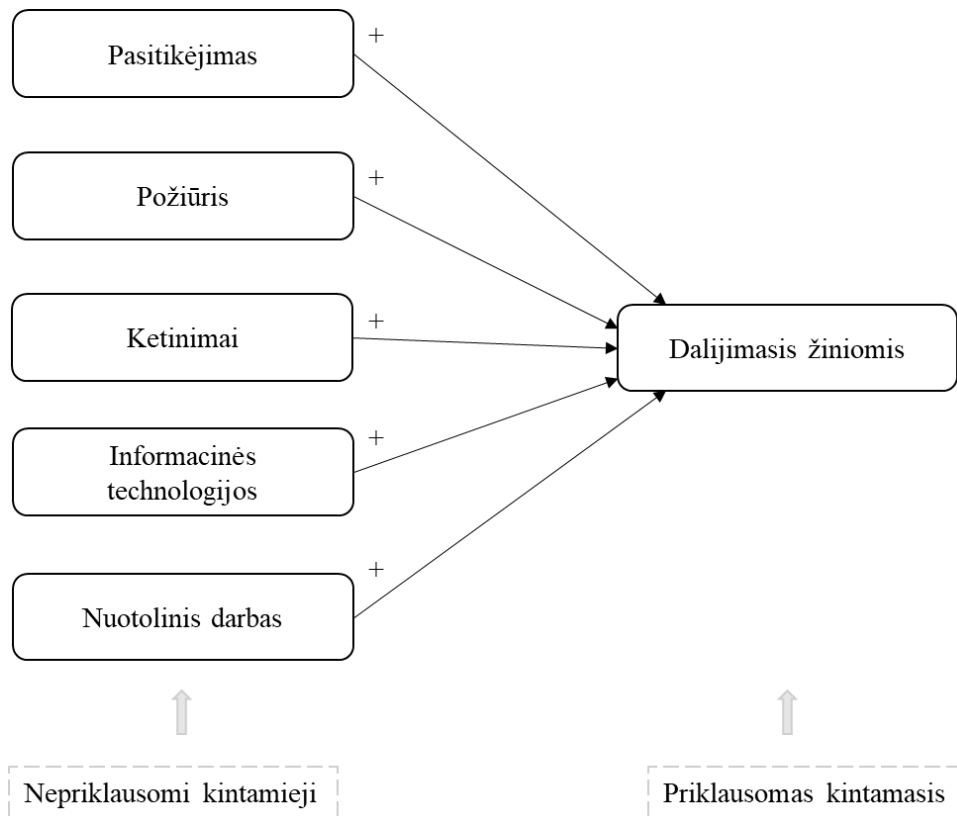 Pasitikėjimas
+
Požiūris
+
Ketinimai
+
Dalijimasis žiniomis
Informacinės
technologijos
+
Nuotolinis darbas
+
Nepriklausomi kintamieji
Priklausomas kintamasis